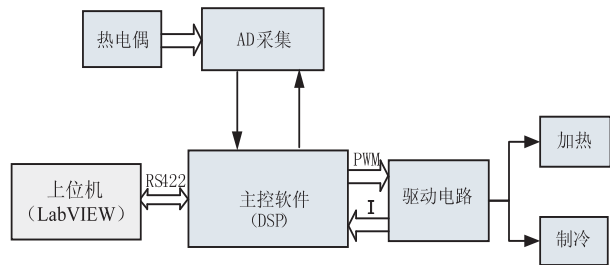 热电偶
AD采集
加热
PWM
上位机
(LabVIEW)
RS422
主控软件
(DSP)
驱动电路
I
制冷